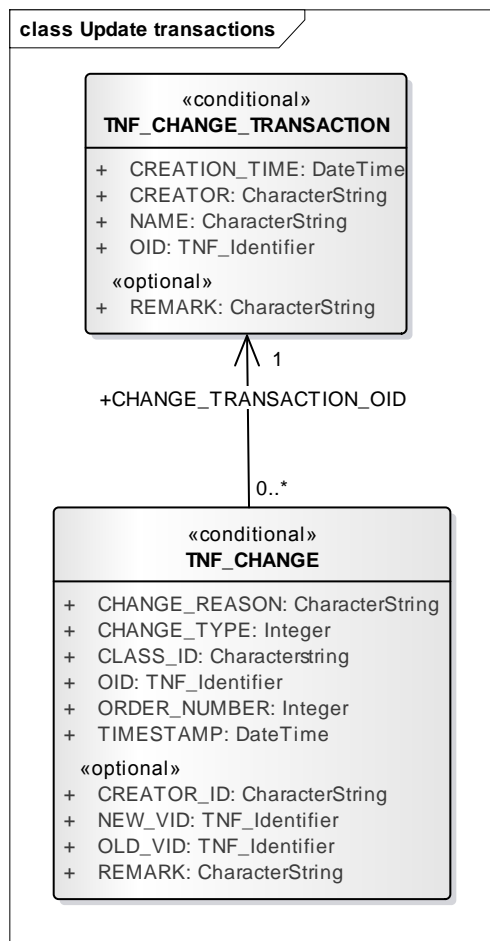 class Update transactions
«conditional»
TNF_CHANGE_TRANSACTION
+ CREATION_TIME: DateTime
+ CREATOR: CharacterString
+ NAME: CharacterString
+ OID: TNF_Identifier
«optional»
+ REMARK: CharacterString
1
+CHANGE_TRANSACTION_OID
0..*
«conditional»
TNF_CHANGE
+ CHANGE_REASON: CharacterString
+ CHANGE_TYPE: Integer
+ CLASS_ID: Characterstring
+ OID: TNF_Identifier
+ ORDER_NUMBER: Integer
+ TIMESTAMP: DateTime
«optional»
+ CREATOR_ID: CharacterString
+ NEW_VID: TNF_Identifier
+ OLD_VID: TNF_Identifier
+ REMARK: CharacterString